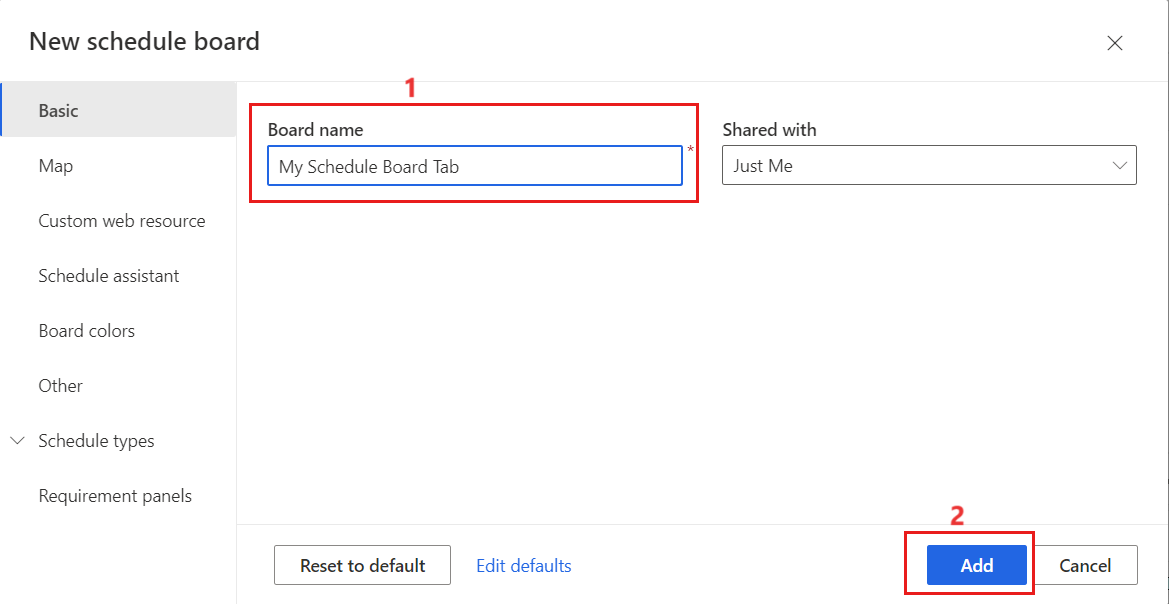 New schedule board
Basic
Map
Custom web resource
Schedule assistant
Board colors
Other
Schedule types
Requirement panels
1
Board name
My Schedule Board Tab
*
Shared with
Just Me
2
Reset to default
Edit defaults
Add
Cancel